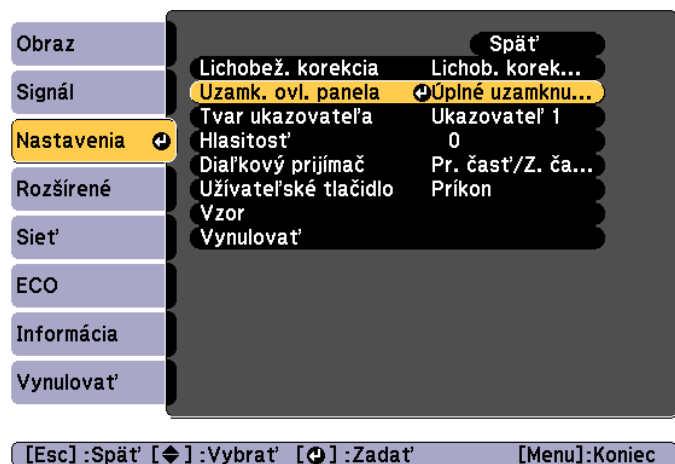 Obraz
Signál
Nastavenia
Rozšírené
Sieť
ECO
Informácia
Vynulovať
Späť
Lichobež. korekcia Lichob. korek...
Uzamk. ovl. panela Úplné uzamknu...
Tvar ukazovateľa Ukazovateľ 1
Hlasitosť 0
Diaľkový prijímač Pr. časť/Z. ča...
Užívateľské tlačidlo Príkon
Vzor
Vynulovať
[Esc] :Späť [ ] :Vybrať [ ] :Zadať [Menu]:Koniec